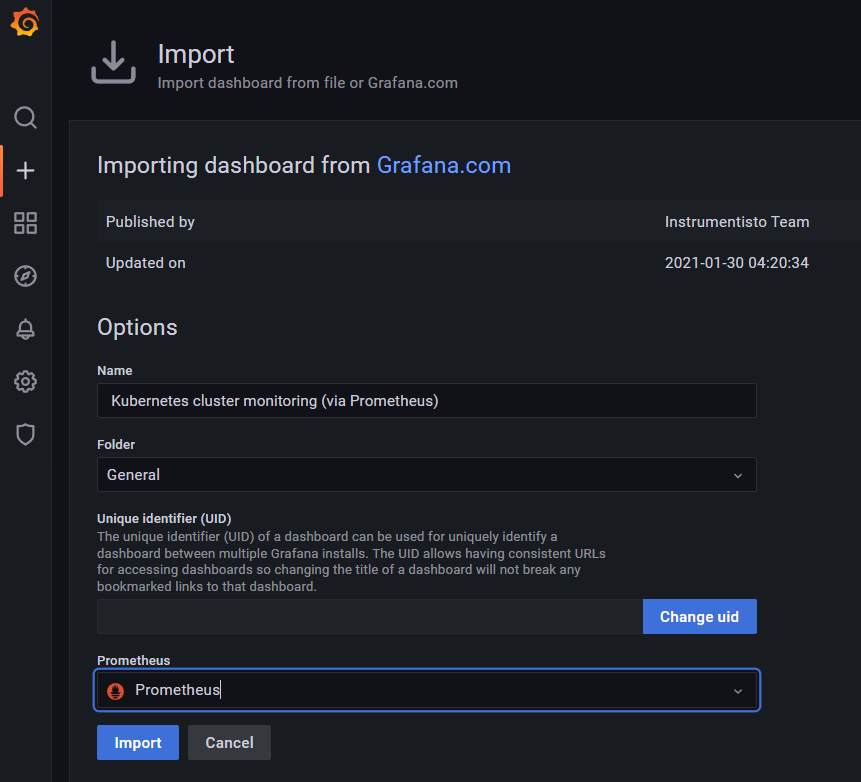 Import
Import dashboard from file or Grafana.com
Importing dashboard from Grafana.com
Published by Instrumentisto Team
Updated on 2021-01-30 04:20:34
Options
Name
Kubernetes cluster monitoring (via Prometheus)
Folder
General
Unique identifier (UID)
The unique identifier (UID) of a dashboard can be used for uniquely identify a
dashboard between multiple Grafana installs. The UID allows having consistent URLs
for accessing dashboards so changing the title of a dashboard will not break any
bookmarked links to that dashboard.
Change uid
Prometheus
Prometheus
Import Cancel